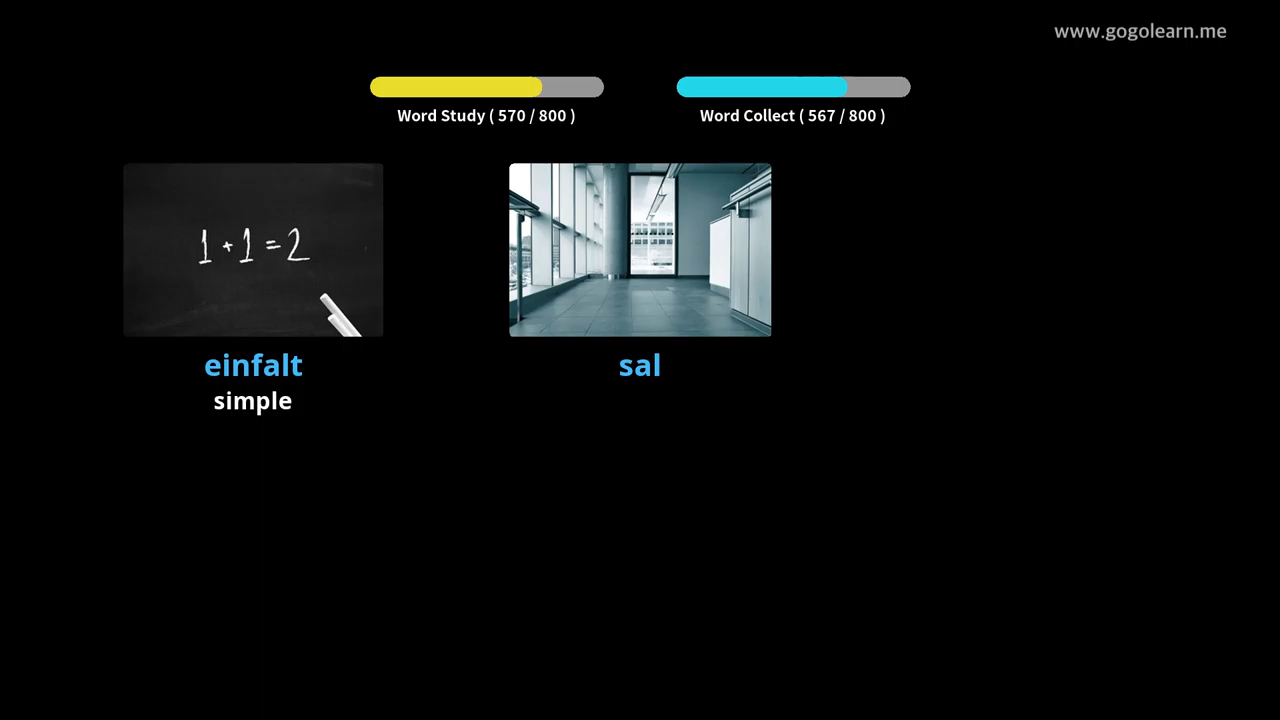 www.gogolearn.me
Word Study ( 570 / 800 )
Word Collect ( 567 / 800 )
1 + 1 = 2
einfalt
simple
sal